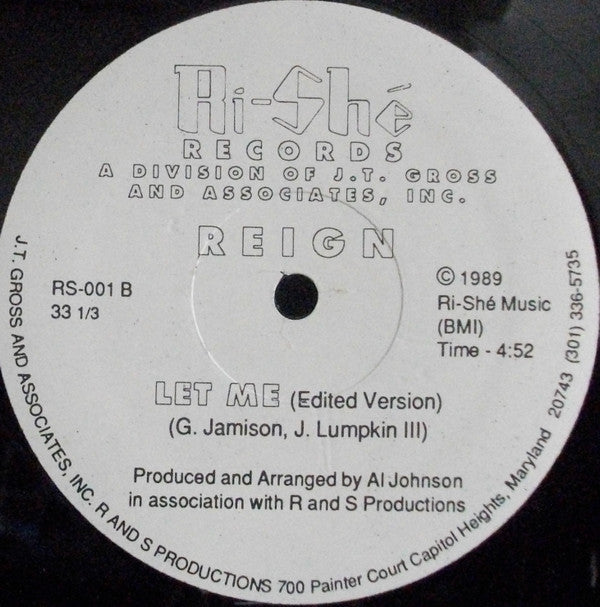 Ri-Shé
RECORDS
A DIVISION OF J.T. GROSS
AND ASSOCIATES, INC.
REIGN
RS-001 B
33 1/3
© 1989
Ri-Shé Music
(BMI)
Time - 4:52
LET ME (Edited Version)
(G. Jamison, J. Lumpkin III)
Produced and Arranged by Al Johnson
in association with R and S Productions
J.T. GROSS AND ASSOCIATES, INC. R AND S PRODUCTIONS 700 Painter Court Capitol Heights, Maryland 20743 (301) 336-5735